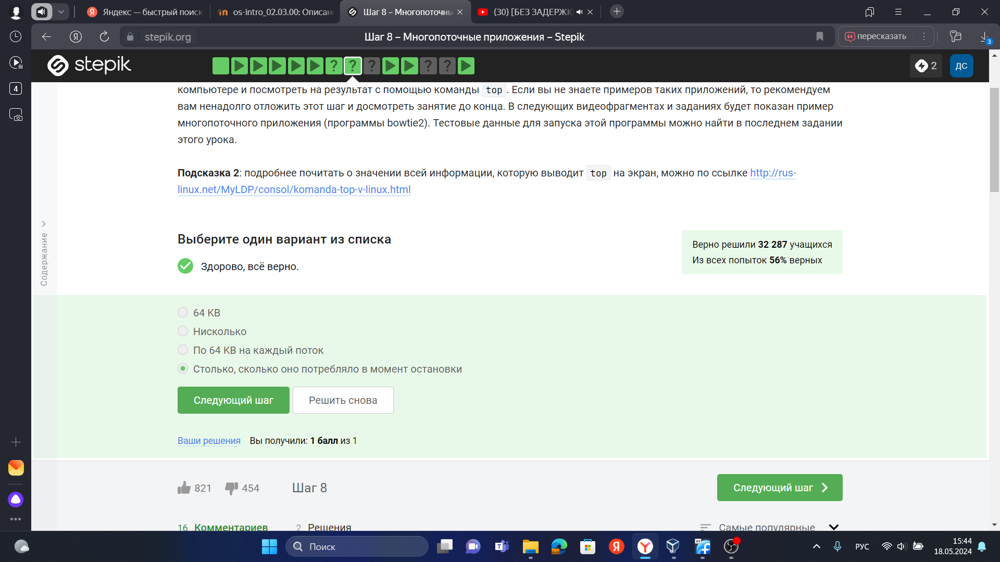 Яндекс — быстрый поиск
os-intro_02.03.00: Описан
Шаг 8 – Многопоточны
(30) [БЕЗ ЗАДЕРЖК
stepik.org
Шаг 8 – Многопоточные приложения – Stepik
пересказать
3
stepik
? ? ? ? ?
2
ДС
4
компьютере и посмотреть на результат с помощью команды top . Если вы не знаете примеров таких приложений, то рекомендуем
вам ненадолго отложить этот шаг и досмотреть занятие до конца. В следующих видеофрагментах и заданиях будет показан пример
многопоточного приложения (программы bowtie2). Тестовые данные для запуска этой программы можно найти в последнем задании
этого урока.
Подсказка 2: подробнее почитать о значении всей информации, которую выводит top на экран, можно по ссылке http://rus-
linux.net/MyLDP/consol/komanda-top-v-linux.html
Содержание
Выберите один вариант из списка
Здорово, всё верно.
Верно решили 32 287 учащихся
Из всех попыток 56% верных
64 KB
Нисколько
По 64 KB на каждый поток
Столько, сколько оно потребляло в момент остановки
Следующий шаг
Решить снова
Ваши решения
Вы получили: 1 балл из 1
821
454
Шаг 8
Следующий шаг
16 Комментариев
2 Решения
Самые популярные
Поиск
64
РУС
15:44
18.05.2024